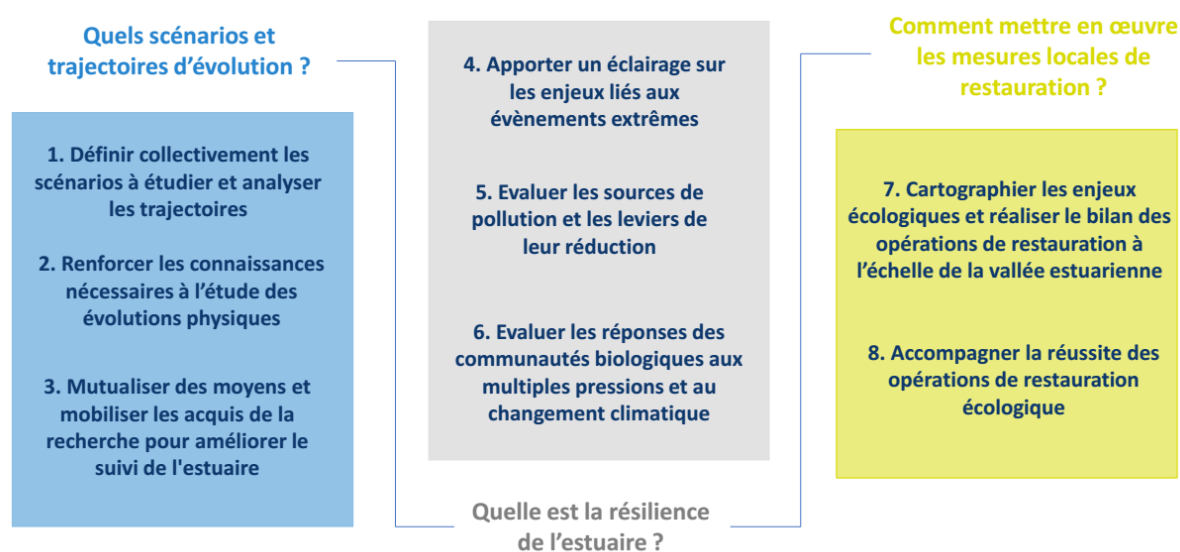 Quels scénarios et
trajectoires d'évolution ?
1. Définir collectivement les
scénarios à étudier et analyser
les trajectoires
2. Renforcer les connaissances
nécessaires à l'étude des
évolutions physiques
3. Mutualiser des moyens et
mobiliser les acquis de la
recherche pour améliorer le
suivi de l'estuaire
4. Apporter un éclairage sur
les enjeux liés aux
évènements extrêmes
5. Evaluer les sources de
pollution et les leviers de
leur réduction
6. Evaluer les réponses des
communautés biologiques aux
multiples pressions et au
changement climatique
Quelle est la résilience
de l'estuaire ?
Comment mettre en œuvre
les mesures locales de
restauration ?
7. Cartographier les enjeux
écologiques et réaliser le bilan des
opérations de restauration à
l'échelle de la vallée estuarienne
8. Accompagner la réussite des
opérations de restauration
écologique